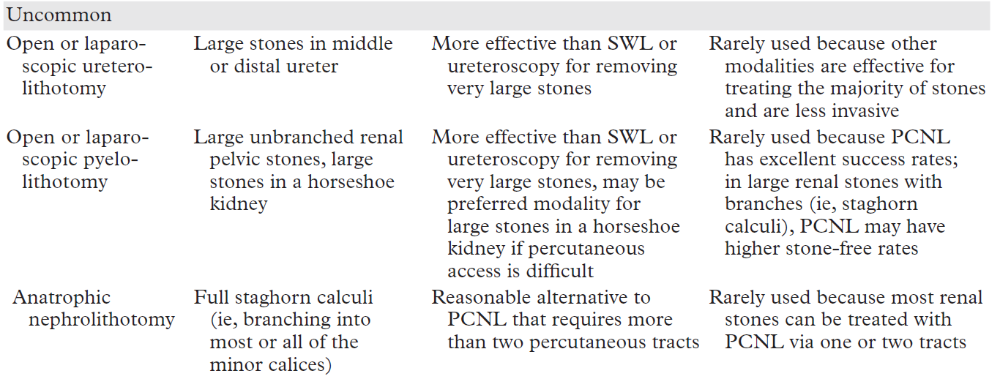 Uncommon
Open or laparo-
scopic uretero-
lithotomy
Large stones in middle
or distal ureter
More effective than SWL or
ureteroscopy for removing
very large stones
Rarely used because other
modalities are effective for
treating the majority of stones
and are less invasive
Open or laparo-
scopic pyelo-
lithotomy
Large unbranched renal
pelvic stones, large
stones in a horseshoe
kidney
More effective than SWL or
ureteroscopy for removing
very large stones, may be
preferred modality for
large stones in a horseshoe
kidney if percutaneous
access is difficult
Rarely used because PCNL
has excellent success rates;
in large renal stones with
branches (ie, staghorn
calculi), PCNL may have
higher stone-free rates
Anatrophic
nephrolithotomy
Full staghorn calculi
(ie, branching into
most or all of the
minor calices)
Reasonable alternative to
PCNL that requires more
than two percutaneous tracts
Rarely used because most renal
stones can be treated with
PCNL via one or two tracts